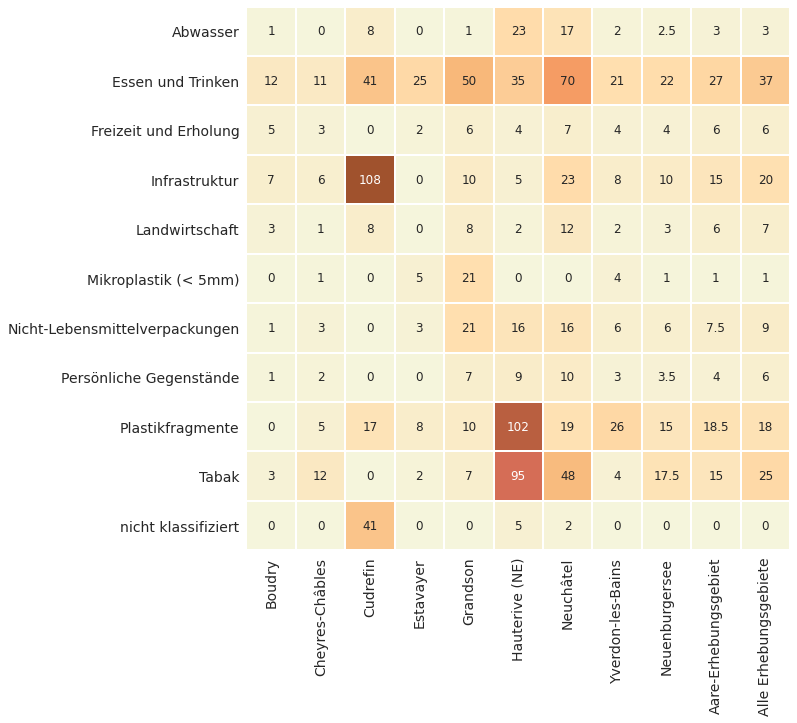 Abwasser 1 0 8 0 1 23 17 2 2.5 3 3
Essen und Trinken 12 11 41 25 50 35 70 21 22 27 37
Freizeit und Erholung 5 3 0 2 6 4 7 4 4 6 6
Infrastruktur 7 6 108 0 10 5 23 8 10 15 20
Landwirtschaft 3 1 8 0 8 2 12 2 3 6 7
Mikroplastik (< 5mm) 0 1 0 5 21 0 0 4 1 1 1
Nicht-Lebensmittelverpackungen 1 3 0 3 21 16 16 6 6 7.5 9
Persönliche Gegenstände 1 2 0 0 7 9 10 3 3.5 4 6
Plastikfragmente 0 5 17 8 10 102 19 26 15 18.5 18
Tabak 3 12 0 2 7 95 48 4 17.5 15 25
nicht klassifiziert 0 0 41 0 0 5 2 0 0 0 0
Boudry
Cheyres-Châbles
Cudrefin
Estavayer
Grandson
Hauterive (NE)
Neuchâtel
Yverdon-les-Bains
Neuenburgersee
Aare-Erhebungsgebiet
Alle Erhebungsgebiete